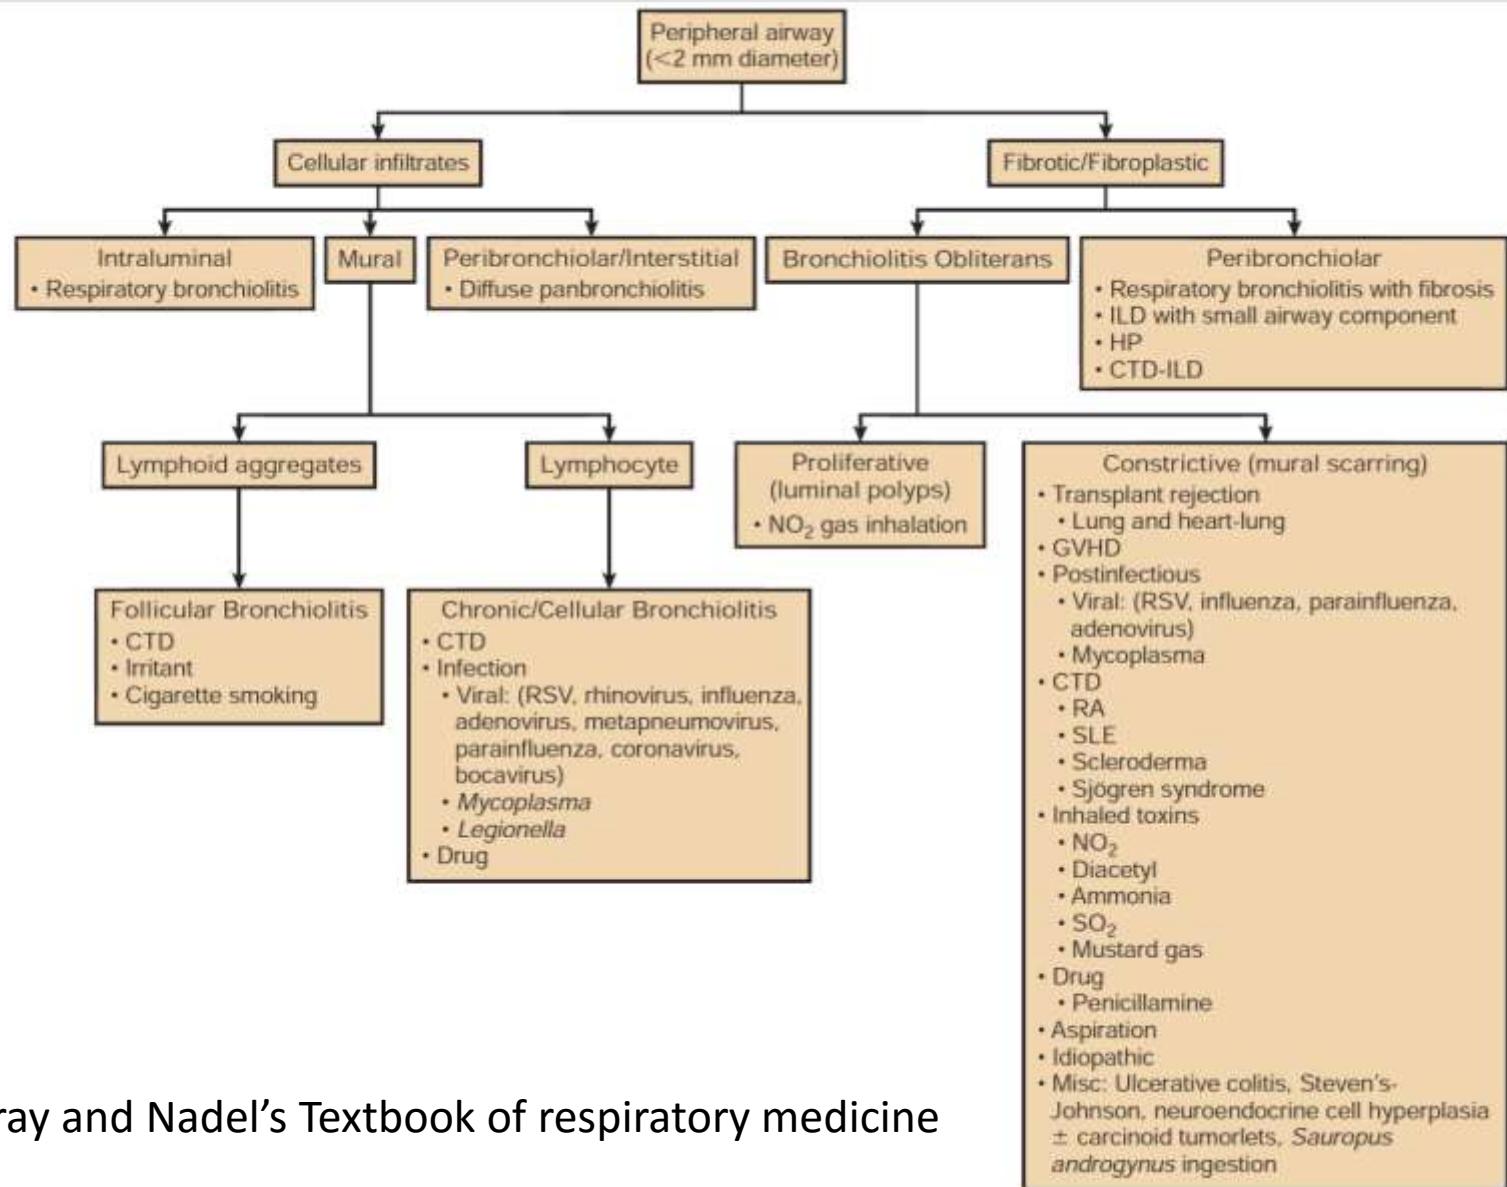 Peripheral airway
(<2 mm diameter)
Cellular infiltrates
Fibrotic/Fibroplastic
Intraluminal
• Respiratory bronchiolitis
Mural
Peribronchiolar/Interstitial
• Diffuse panbronchiolitis
Bronchiolitis Obliterans
Peribronchiolar
• Respiratory bronchiolitis with fibrosis
• ILD with small airway component
• HP
• CTD-ILD
Lymphoid aggregates
Lymphocyte
Proliferative
(luminal polyps)
• NO₂ gas inhalation
Constrictive (mural scarring)
• Transplant rejection
• Lung and heart-lung
• GVHD
• Postinfectious
• Viral: (RSV, influenza, parainfluenza,
adenovirus)
• Mycoplasma
• CTD
• RA
• SLE
• Scleroderma
• Sjögren syndrome
• Inhaled toxins
• NO₂
• Diacetyl
• Ammonia
• SO₂
• Mustard gas
• Drug
• Penicillamine
• Aspiration
• Idiopathic
• Misc: Ulcerative colitis, Steven's-
Johnson, neuroendocrine cell hyperplasia
± carcinoid tumorlets, Sauropus
androgynus ingestion
Follicular Bronchiolitis
• CTD
• Irritant
• Cigarette smoking
Chronic/Cellular Bronchiolitis
• CTD
• Infection
• Viral: (RSV, rhinovirus, influenza,
adenovirus, metapneumovirus,
parainfluenza, coronavirus,
bocavirus)
• Mycoplasma
• Legionella
• Drug
ray and Nadel's Textbook of respiratory medicine